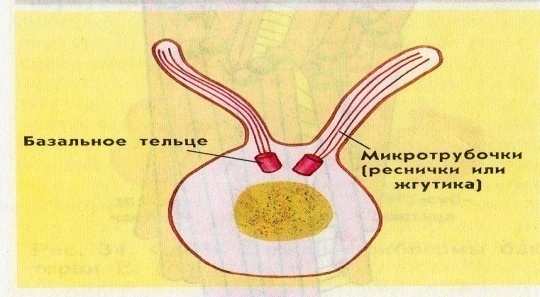 Базальное тельце
Микротрубочки
(реснички или
жгутика)